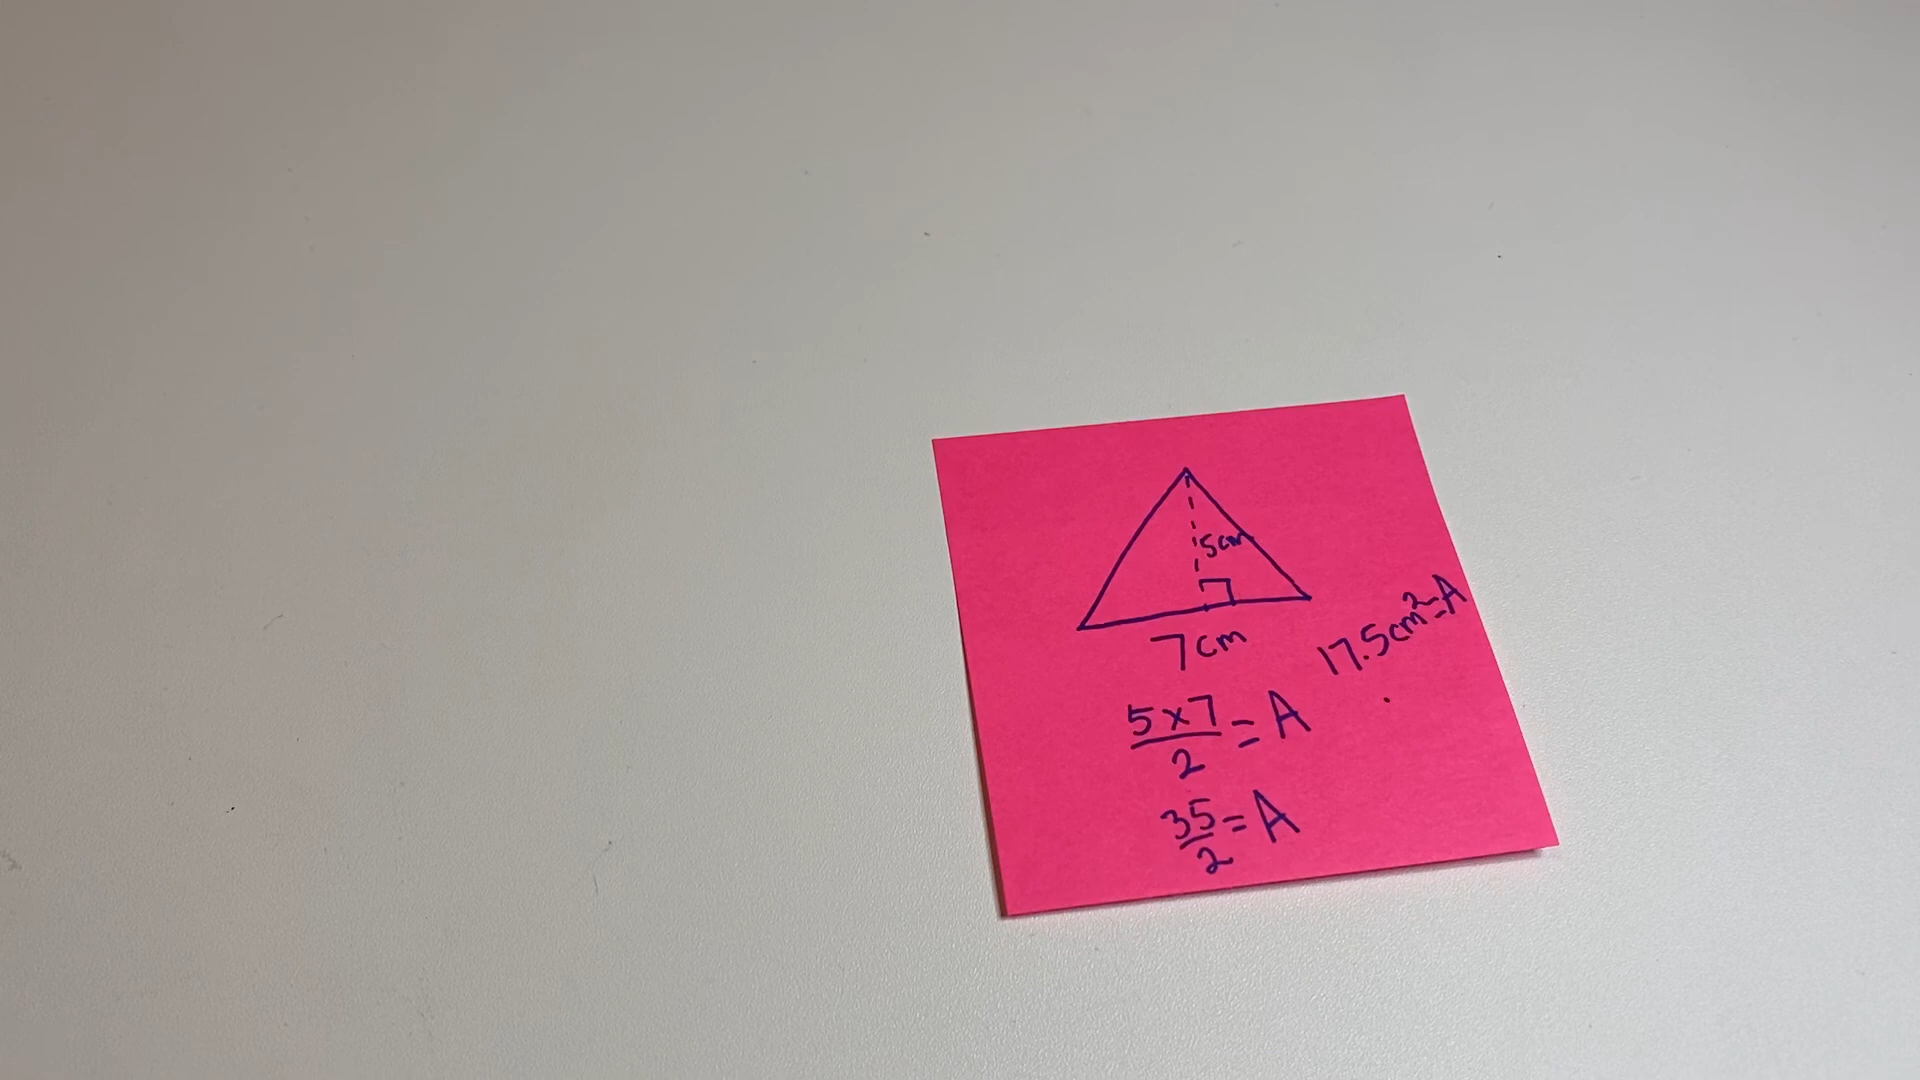 5cm
7cm
5x7/2 = A
35/2 = A
17.5cm² = A